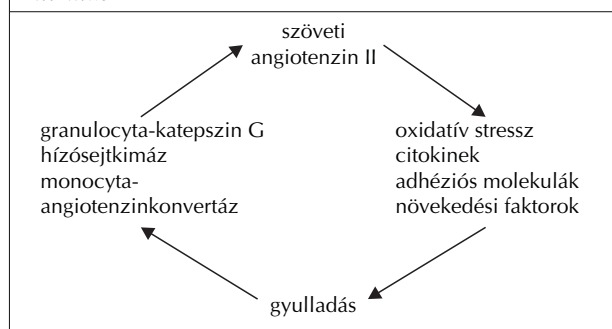 szöveti
angiotenzin II
granulocyta-katepszin G
hízósejtkimáz
monocyta-
angiotenzinkonvertáz
oxidatív stressz
citokinek
adhéziós molekulák
növekedési faktorok
gyulladás